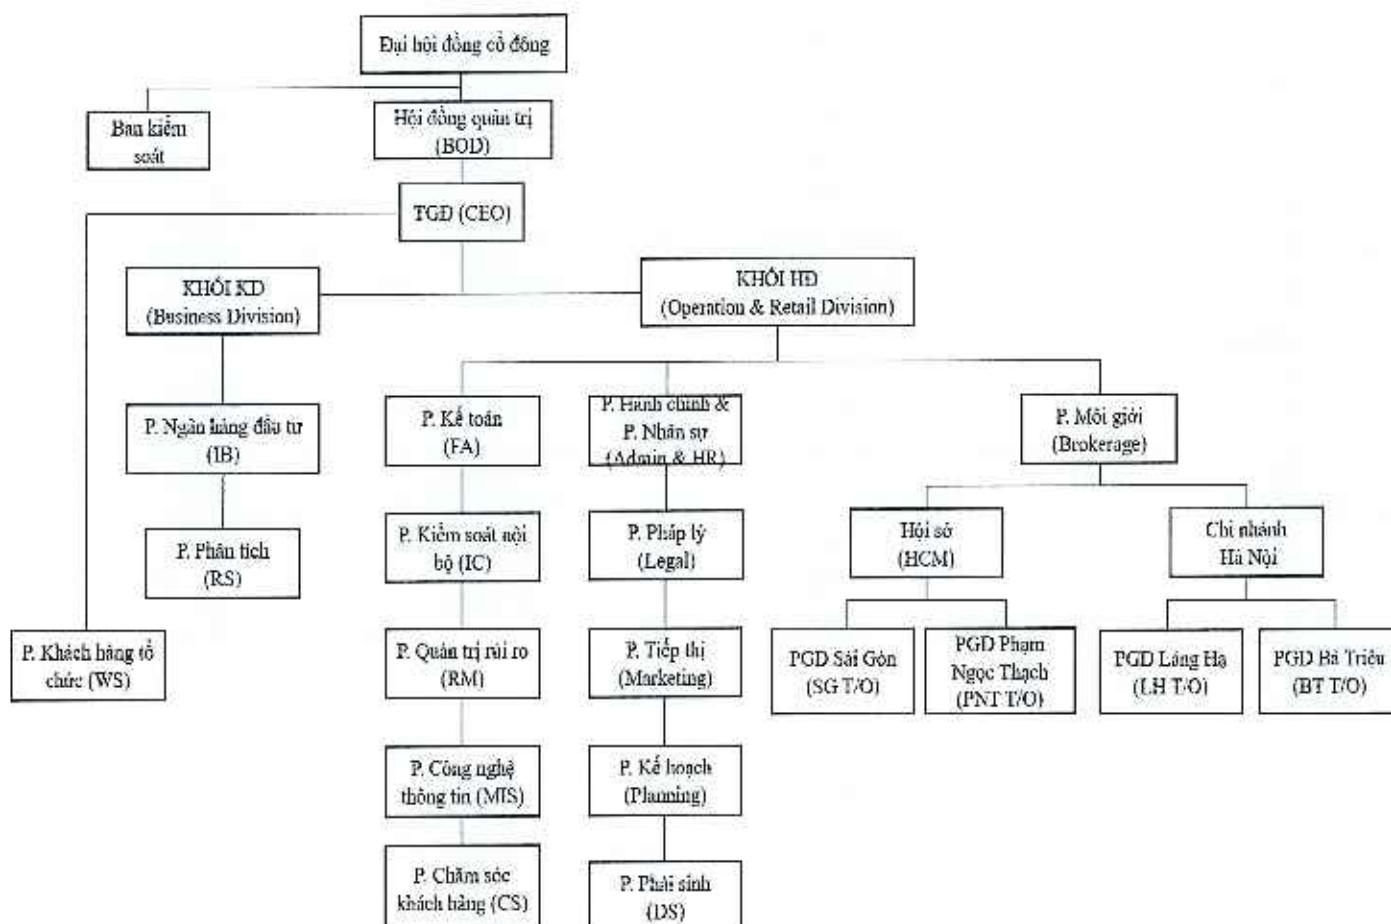 Đại hội đồng cổ đông
Ban kiểm
soát
Hội đồng quản trị
(BOD)
TGĐ (CEO)
KHỐI KD
(Business Division)
KHỐI HĐ
(Operation & Retail Division)
P. Ngân hàng đầu tư
(IB)
P. Phân tích
(RS)
P. Khách hàng tổ
chức (WS)
P. Kế toán
(FA)
P. Kiểm soát nội
bộ (IC)
P. Quản trị rủi ro
(RM)
P. Công nghệ
thông tin (MIS)
P. Chăm sóc
khách hàng (CS)
P. Hành chính &
P. Nhân sự
(Admin & HR)
P. Pháp lý
(Legal)
P. Tiếp thị
(Marketing)
P. Kế hoạch
(Planning)
P. Phái sinh
(DS)
P. Môi giới
(Brokerage)
Hội sở
(HCM)
Chi nhánh
Hà Nội
PGD Sài Gòn
(SG T/O)
PGD Phạm
Ngọc Thạch
(PNT T/O)
PGD Láng Hạ
(LH T/O)
PGD Bà Triệu
(BT T/O)